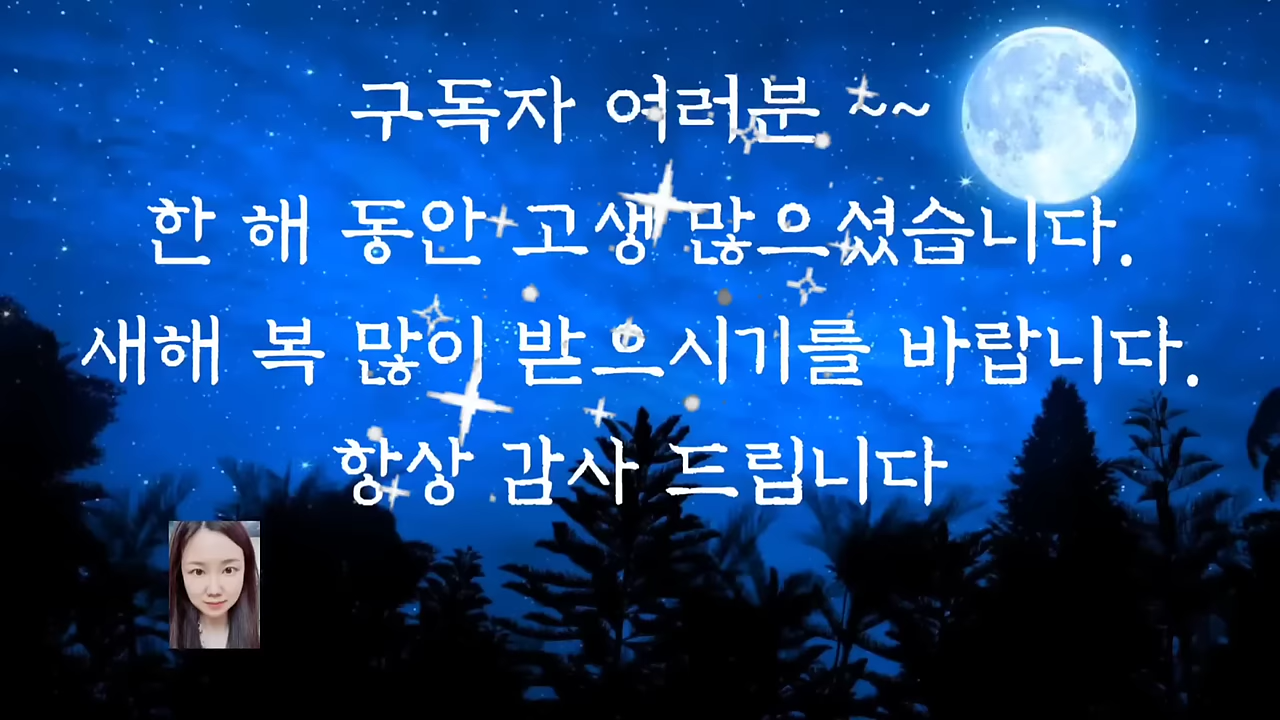 구독자 여러분 ~~
한 해 동안 고생 많으셨습니다.
새해 복 많이 받으시기를 바랍니다.
항상 감사 드립니다